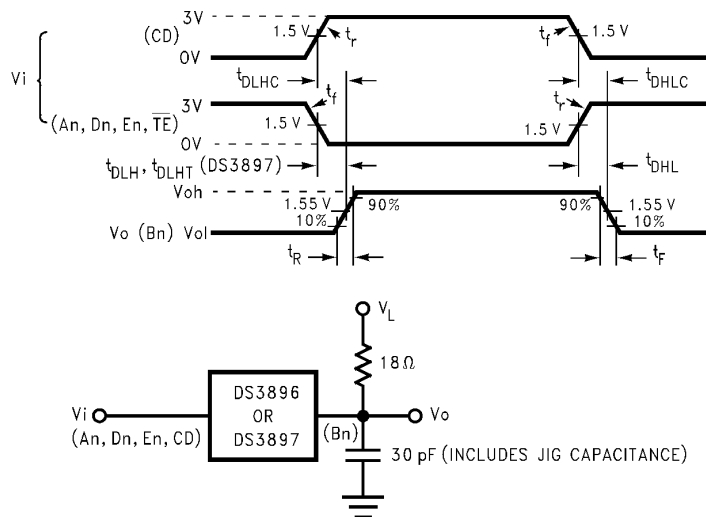 3V
(CD)
1.5 V
tr
tf
1.5 V
0V
Vi
tDLHC
tf
tr
tDHLC
3V
(An, Dn, En, TE)
1.5 V
1.5 V
0V
tDLH, tDLHT (DS3897)
tDHL
Voh
1.55V
90%
90%
1.55V
10%
10%
Vo (Bn) Vol
tR
tF
VL
18Ω
DS3896
OR
DS3897
Vi
(An, Dn, En, CD)
(Bn)
Vo
30 pF (INCLUDES JIG CAPACITANCE)